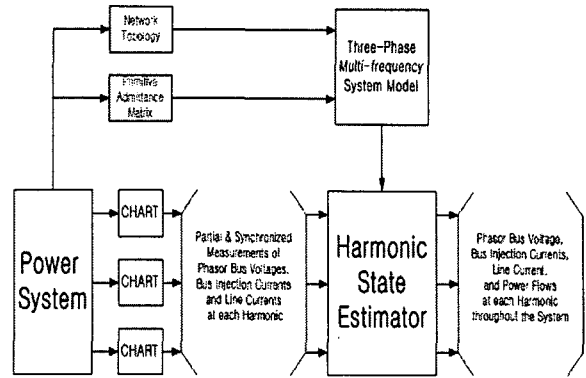 Network
Topology
Primitive
Admittance
Matrix
Three-Phase
Multi-frequency
System Model
Power
System
CHART
CHART
CHART
Partial & Synchronized
Measurements of
Phasor Bus Voltages,
Bus Injection Currents
and Line Currents
at each Harmonic
Harmonic
State
Estimator
Phasor Bus Voltage,
Bus Injection Currents,
Line Current,
and Power Flows
at each Harmonic
throughout the System